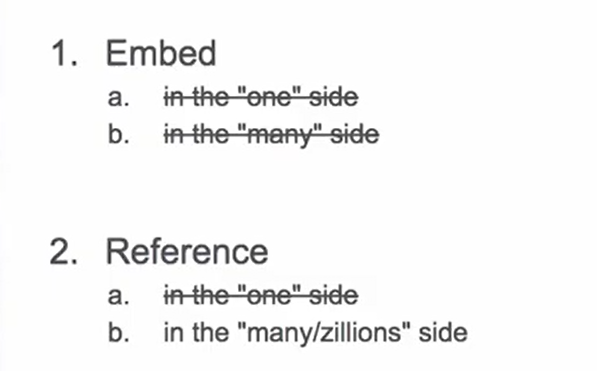 1. Embed
a. in the "one" side
b. in the "many" side
2. Reference
a. in the "one" side
b. in the "many/zillions" side